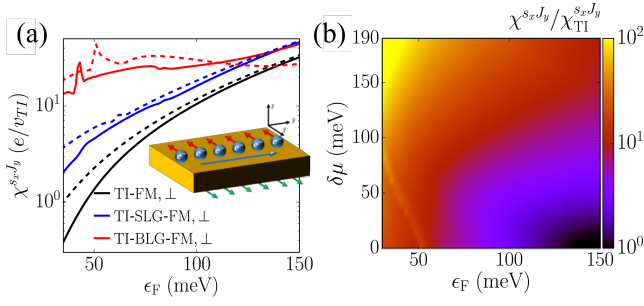 (a)
χ^{s_x J_y} (e/v_{TI})
10^1
10^0
TI-FM, ⊥
TI-SLG-FM, ⊥
TI-BLG-FM, ⊥
50 100 150
ϵ_F (meV)
(b)
χ^{s_x J_y}/χ_{TI}^{s_x J_y}
190
150
100
50
0
δμ (meV)
0 50 100 150
ϵ_F (meV)
10^2
10^1
10^0